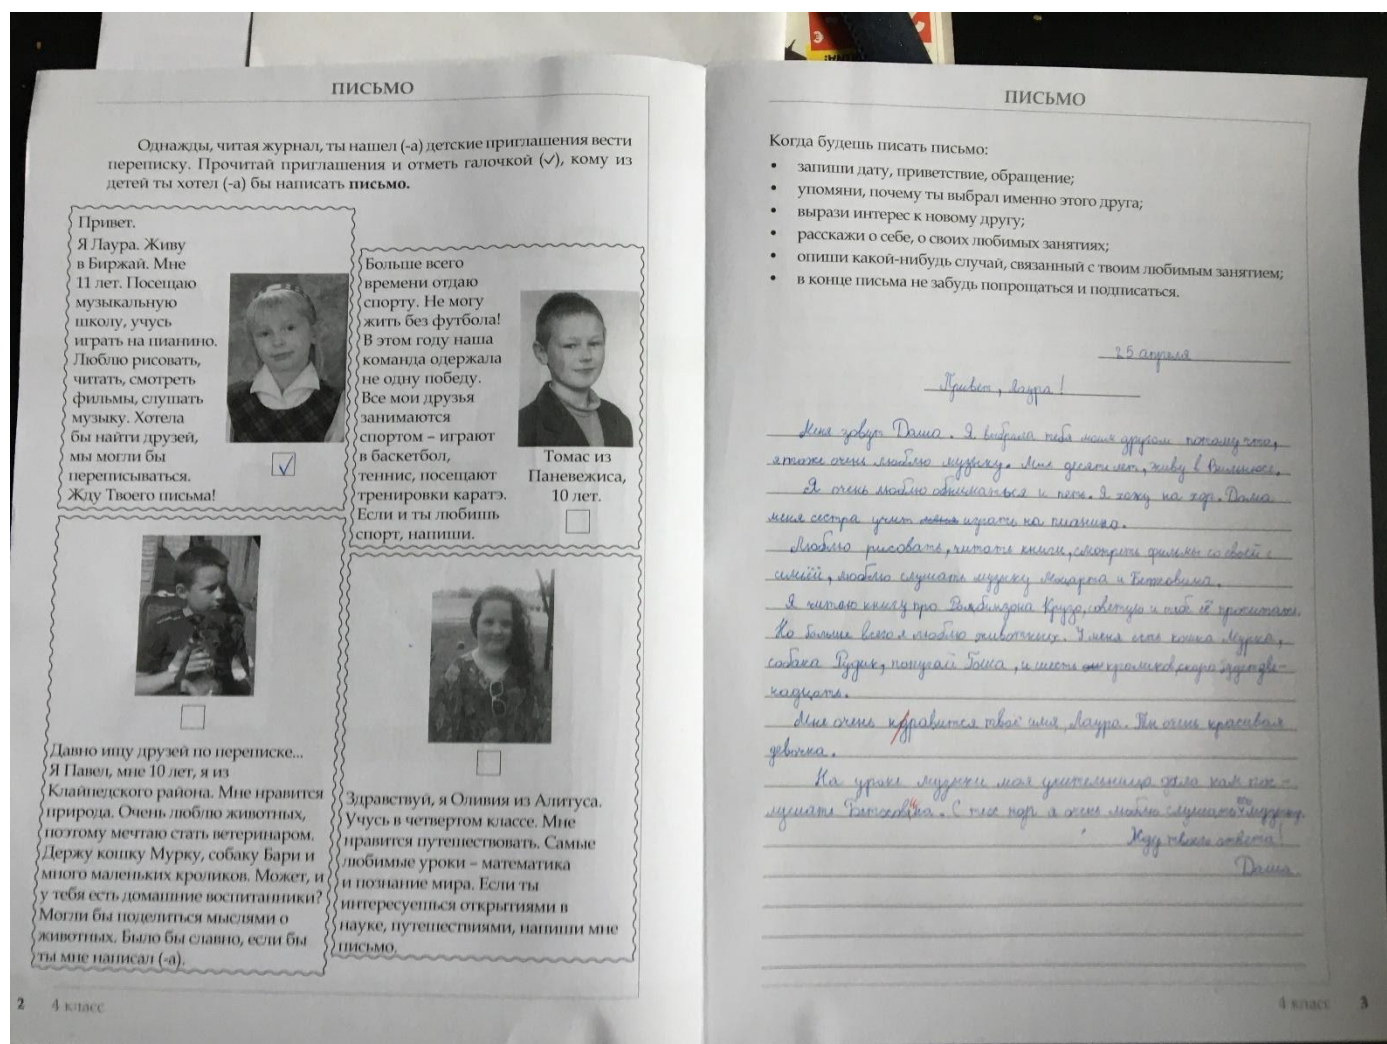 ПИСЬМО
Однажды, читая журнал, ты нашел (-а) детские приглашения вести
переписку. Прочитай приглашения и отметь галочкой (✓), кому из
детей ты хотел (-а) бы написать письмо.
Привет.
Я Лаура. Живу
в Биржай. Мне
11 лет. Посещаю
музыкальную
школу, учусь
играть на пианино.
Люблю рисовать,
читать, смотреть
фильмы, слушать
музыку. Хотела
бы найти друзей,
мы могли бы
переписываться.
Жду Твоего письма!
✓
Больше всего
времени отдаю
спорту. Не могу
жить без футбола!
В этом году наша
команда одержала
не одну победу.
Все мои друзья
занимаются
спортом – играют
в баскетбол,
теннис, посещают
тренировки каратэ.
Если и ты любишь
спорт, напиши.
Томас из
Паневежиса,
10 лет.
Давно ищу друзей по переписке...
Я Павел, мне 10 лет, я из
Клайпедского района. Мне нравится
природа. Очень люблю животных,
поэтому мечтаю стать ветеринаром.
Держу кошку Мурку, собаку Бари и
много маленьких кроликов. Может, и
у тебя есть домашние воспитанники?
Могли бы поделиться мыслями о
животных. Было бы славно, если бы
ты мне написал (-а).
Здравствуй, я Оливия из Алитуса.
Учусь в четвертом классе. Мне
нравится путешествовать. Самые
любимые уроки – математика
и познание мира. Если ты
интересуешься открытиями в
науке, путешествиями, напиши мне
письмо.
2 4 класс
ПИСЬМО
Когда будешь писать письмо:
• запиши дату, приветствие, обращение;
• упомяни, почему ты выбрал именно этого друга;
• вырази интерес к новому другу;
• расскажи о себе, о своих любимых занятиях;
• опиши какой-нибудь случай, связанный с твоим любимым занятием;
• в конце письма не забудь попрощаться и подписаться.
25 апреля
Привет, Лаура!
Меня зовут Даша. Я выбрала тебя моим другом потому что,
я тоже очень люблю музыку. Мне десять лет, живу в Вильнюсе.
Я очень люблю обниматься и петь. Я хожу на хор. Дома
меня сестра учит играть на пианино.
Люблю рисовать, читать книги, смотреть фильмы со своей с
семьёй, люблю слушать музыку Моцарта и Бетховина.
Я читаю книгу про Крузо, советую и тебе её прочитать.
Но больше всего я люблю животных. У меня есть кошка Мурка,
собака Рудик, попугай Гоша, и шесть кроликов, скоро будет две-
надцать.
Мне очень ндравится твоё имя, Лаура. Ты очень красивая
девочка.
На уроке музыки моя учительница дала нам пос-
лушать Бетховина. С тех пор я очень люблю слушать музыку.
Жду твоего ответа!
Даша
4 класс 3